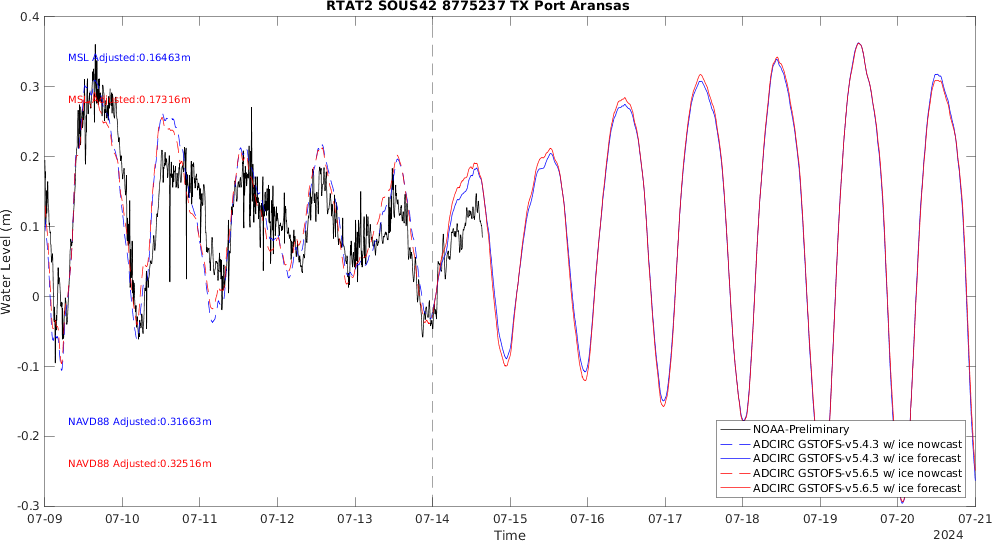 RTAT2 SOUS42 8775237 TX Port Aransas
0.4
0.3
0.2
0.1
0
-0.1
-0.2
-0.3
Water Level (m)
MSL Adjusted:0.16463m
MSL Adjusted:0.17316m
NAVD88 Adjusted:0.31663m
NAVD88 Adjusted:0.32516m
NOAA-Preliminary
ADCIRC GSTOFS-v5.4.3 w/ ice nowcast
ADCIRC GSTOFS-v5.4.3 w/ ice forecast
ADCIRC GSTOFS-v5.6.5 w/ ice nowcast
ADCIRC GSTOFS-v5.6.5 w/ ice forecast
07-09 07-10 07-11 07-12 07-13 07-14 07-15 07-16 07-17 07-18 07-19 07-20 07-21
Time
2024